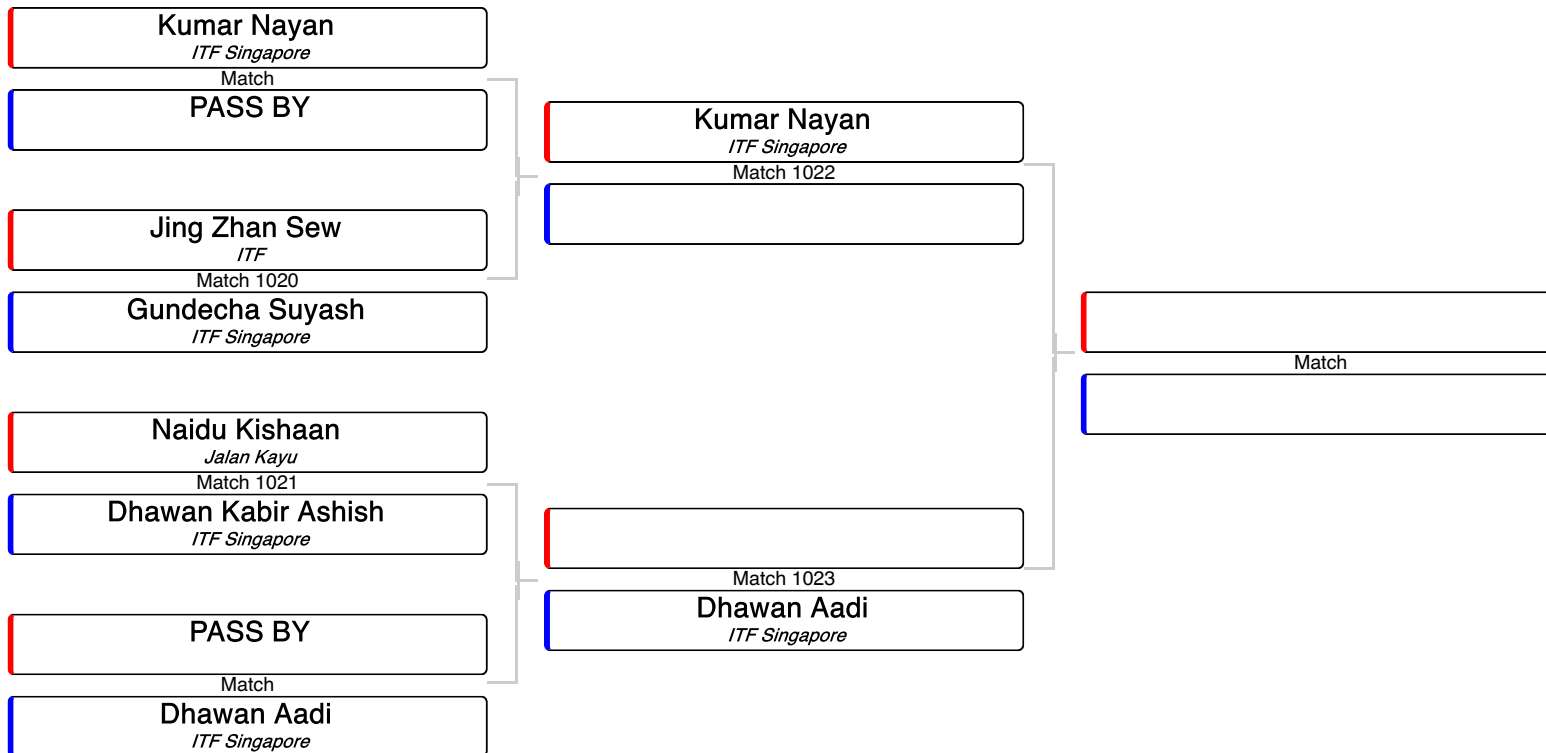 Kumar Nayan
ITF Singapore
Match
PASS BY
Jing Zhan Sew
ITF
Match 1020
Gundecha Suyash
ITF Singapore
Naidu Kishaan
Jalan Kayu
Match 1021
Dhawan Kabir Ashish
ITF Singapore
PASS BY
Match
Dhawan Aadi
ITF Singapore
Kumar Nayan
ITF Singapore
Match 1022
Match 1023
Dhawan Aadi
ITF Singapore
Match